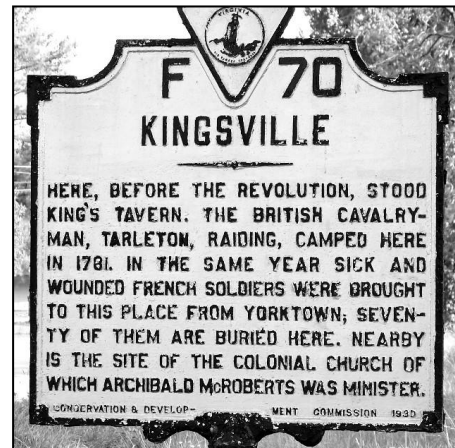 VIRGINIA
F 70
KINGSVILLE
HERE, BEFORE THE REVOLUTION, STOOD
KING'S TAVERN. THE BRITISH CAVALRY-
MAN, TARLETON, RAIDING, CAMPED HERE
IN 1781. IN THE SAME YEAR SICK AND
WOUNDED FRENCH SOLDIERS WERE BROUGHT
TO THIS PLACE FROM YORKTOWN; SEVEN-
TY OF THEM ARE BURIED HERE. NEARBY
IS THE SITE OF THE COLONIAL CHURCH OF
WHICH ARCHIBALD McROBERTS WAS MINISTER.
CONSERVATION & DEVELOP- MENT COMMISSION 1930